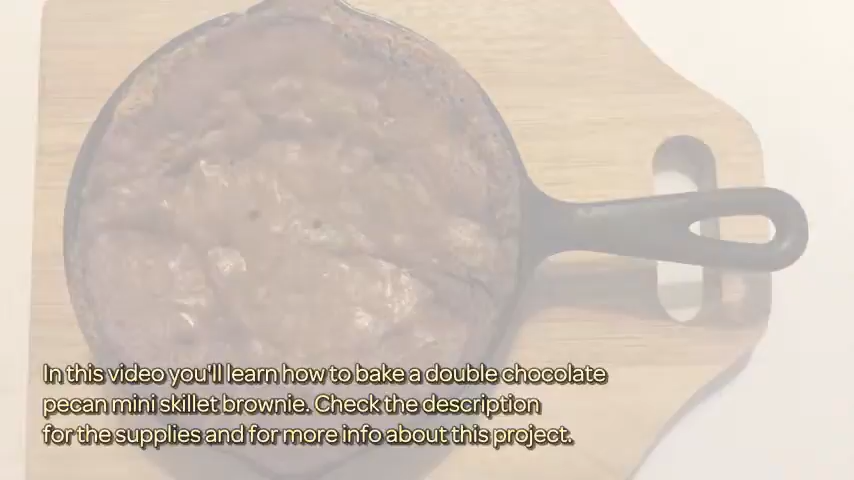 In this video you'll learn how to bake a double chocolate
pecan mini skillet brownie. Check the description
for the supplies and for more info about this project.